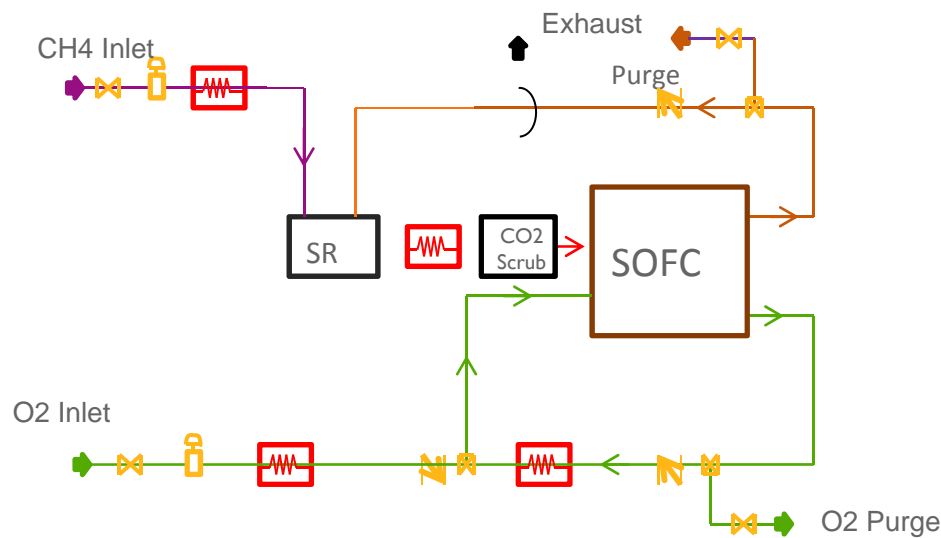 Exhaust
CH4 Inlet
Purge
SR
CO2
Scrub
SOFC
O2 Inlet
O2 Purge